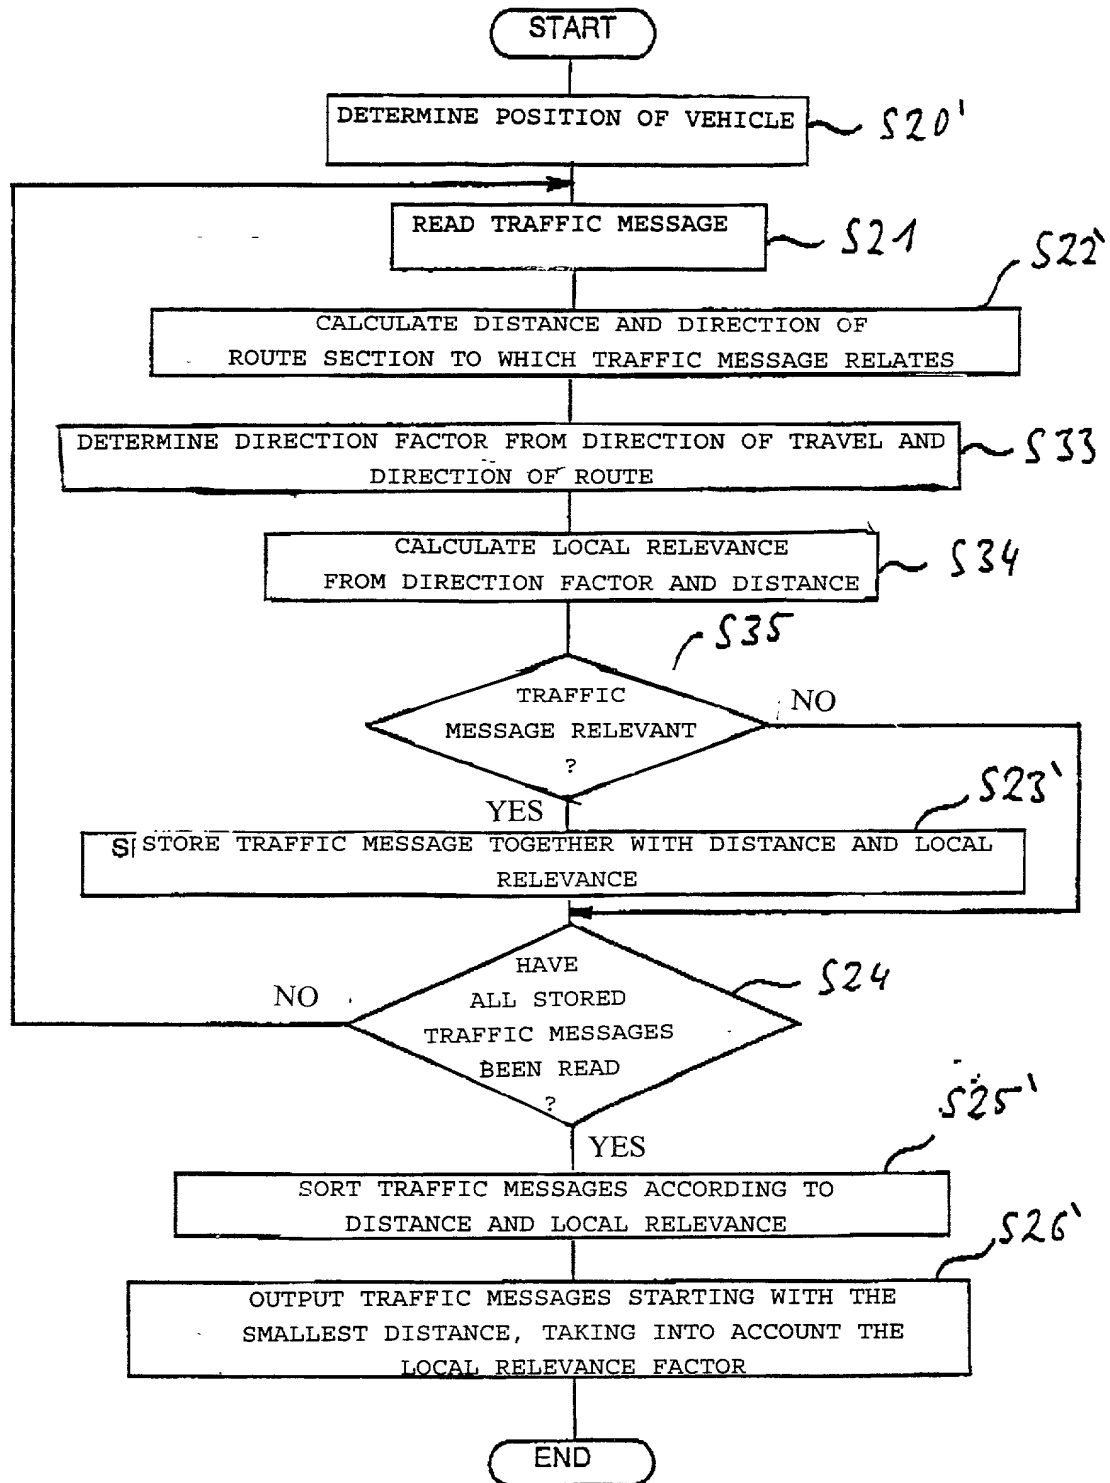 START
DETERMINE POSITION OF VEHICLE
S20'
READ TRAFFIC MESSAGE
S21
S22'
CALCULATE DISTANCE AND DIRECTION OF
ROUTE SECTION TO WHICH TRAFFIC MESSAGE RELATES
DETERMINE DIRECTION FACTOR FROM DIRECTION OF TRAVEL AND
DIRECTION OF ROUTE
S33
CALCULATE LOCAL RELEVANCE
FROM DIRECTION FACTOR AND DISTANCE
S34
S35
TRAFFIC
MESSAGE RELEVANT
?
NO
YES
S23'
S STORE TRAFFIC MESSAGE TOGETHER WITH DISTANCE AND LOCAL
RELEVANCE
HAVE
ALL STORED
TRAFFIC MESSAGES
BEEN READ
?
S24
NO
YES
S25'
SORT TRAFFIC MESSAGES ACCORDING TO
DISTANCE AND LOCAL RELEVANCE
S26'
OUTPUT TRAFFIC MESSAGES STARTING WITH THE
SMALLEST DISTANCE, TAKING INTO ACCOUNT THE
LOCAL RELEVANCE FACTOR
END